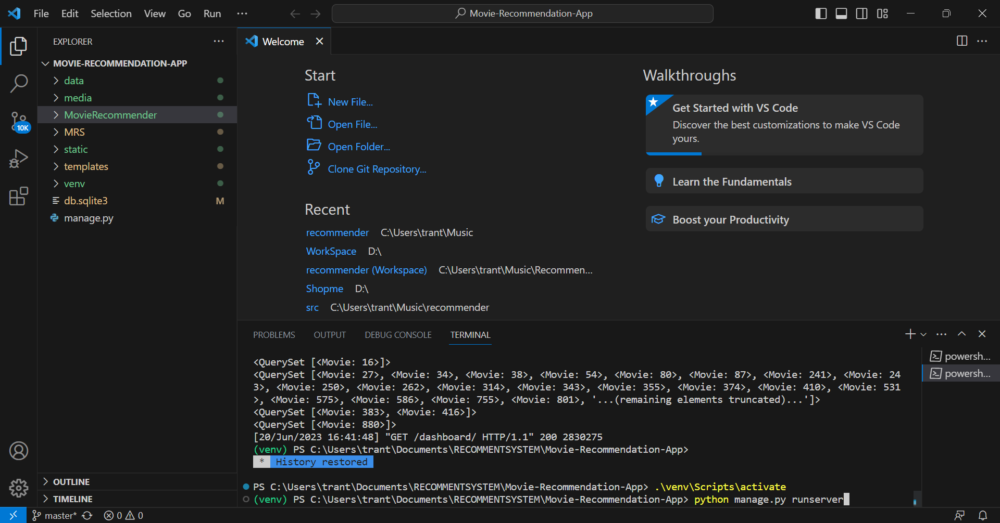 File Edit Selection View Go Run ···
Movie-Recommendation-App
EXPLORER
MOVIE-RECOMMENDATION-APP
data
media
MovieRecommender
MRS
static
templates
venv
db.sqlite3 M
manage.py
10K
OUTLINE
TIMELINE
Welcome
Start
New File...
Open File...
Open Folder...
Clone Git Repository...
Recent
recommender C:\Users\trant\Music
WorkSpace D:\
recommender (Workspace) C:\Users\trant\Music\Recommen...
Shopme D:\
src C:\Users\trant\Music\recommender
Walkthroughs
Get Started with VS Code
Discover the best customizations to make VS Code
yours.
Learn the Fundamentals
Boost your Productivity
PROBLEMS OUTPUT DEBUG CONSOLE TERMINAL
<QuerySet [<Movie: 16>]>
<QuerySet [<Movie: 27>, <Movie: 34>, <Movie: 38>, <Movie: 54>, <Movie: 80>, <Movie: 87>, <Movie: 241>, <Movie: 24
3>, <Movie: 250>, <Movie: 262>, <Movie: 314>, <Movie: 343>, <Movie: 355>, <Movie: 374>, <Movie: 410>, <Movie: 531
>, <Movie: 575>, <Movie: 586>, <Movie: 755>, <Movie: 801>, '...(remaining elements truncated)...']>
<QuerySet [<Movie: 383>, <Movie: 416>]>
<QuerySet [<Movie: 880>]>
[20/Jun/2023 16:41:48] "GET /dashboard/ HTTP/1.1" 200 2830275
(venv) PS C:\Users\trant\Documents\RECOMMENTSYSTEM\Movie-Recommendation-App>
* History restored
PS C:\Users\trant\Documents\RECOMMENTSYSTEM\Movie-Recommendation-App> .\venv\Scripts\activate
(venv) PS C:\Users\trant\Documents\RECOMMENTSYSTEM\Movie-Recommendation-App> python manage.py runserver
powersh...
powersh...
master* 0 0